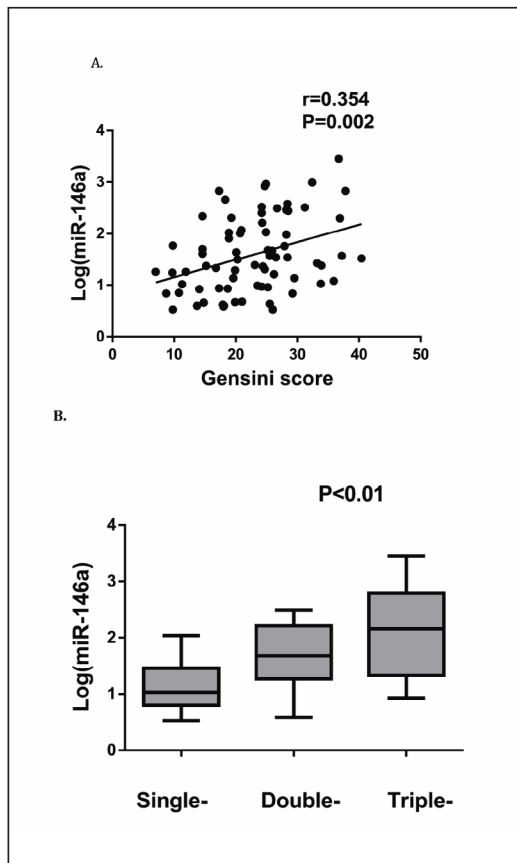 A.
r=0.354
P=0.002
4
3
2
1
0
Log(miR-146a)
0 10 20 30 40 50
Gensini score
B.
P<0.01
4
3
2
1
0
Log(miR-146a)
Single- Double- Triple-